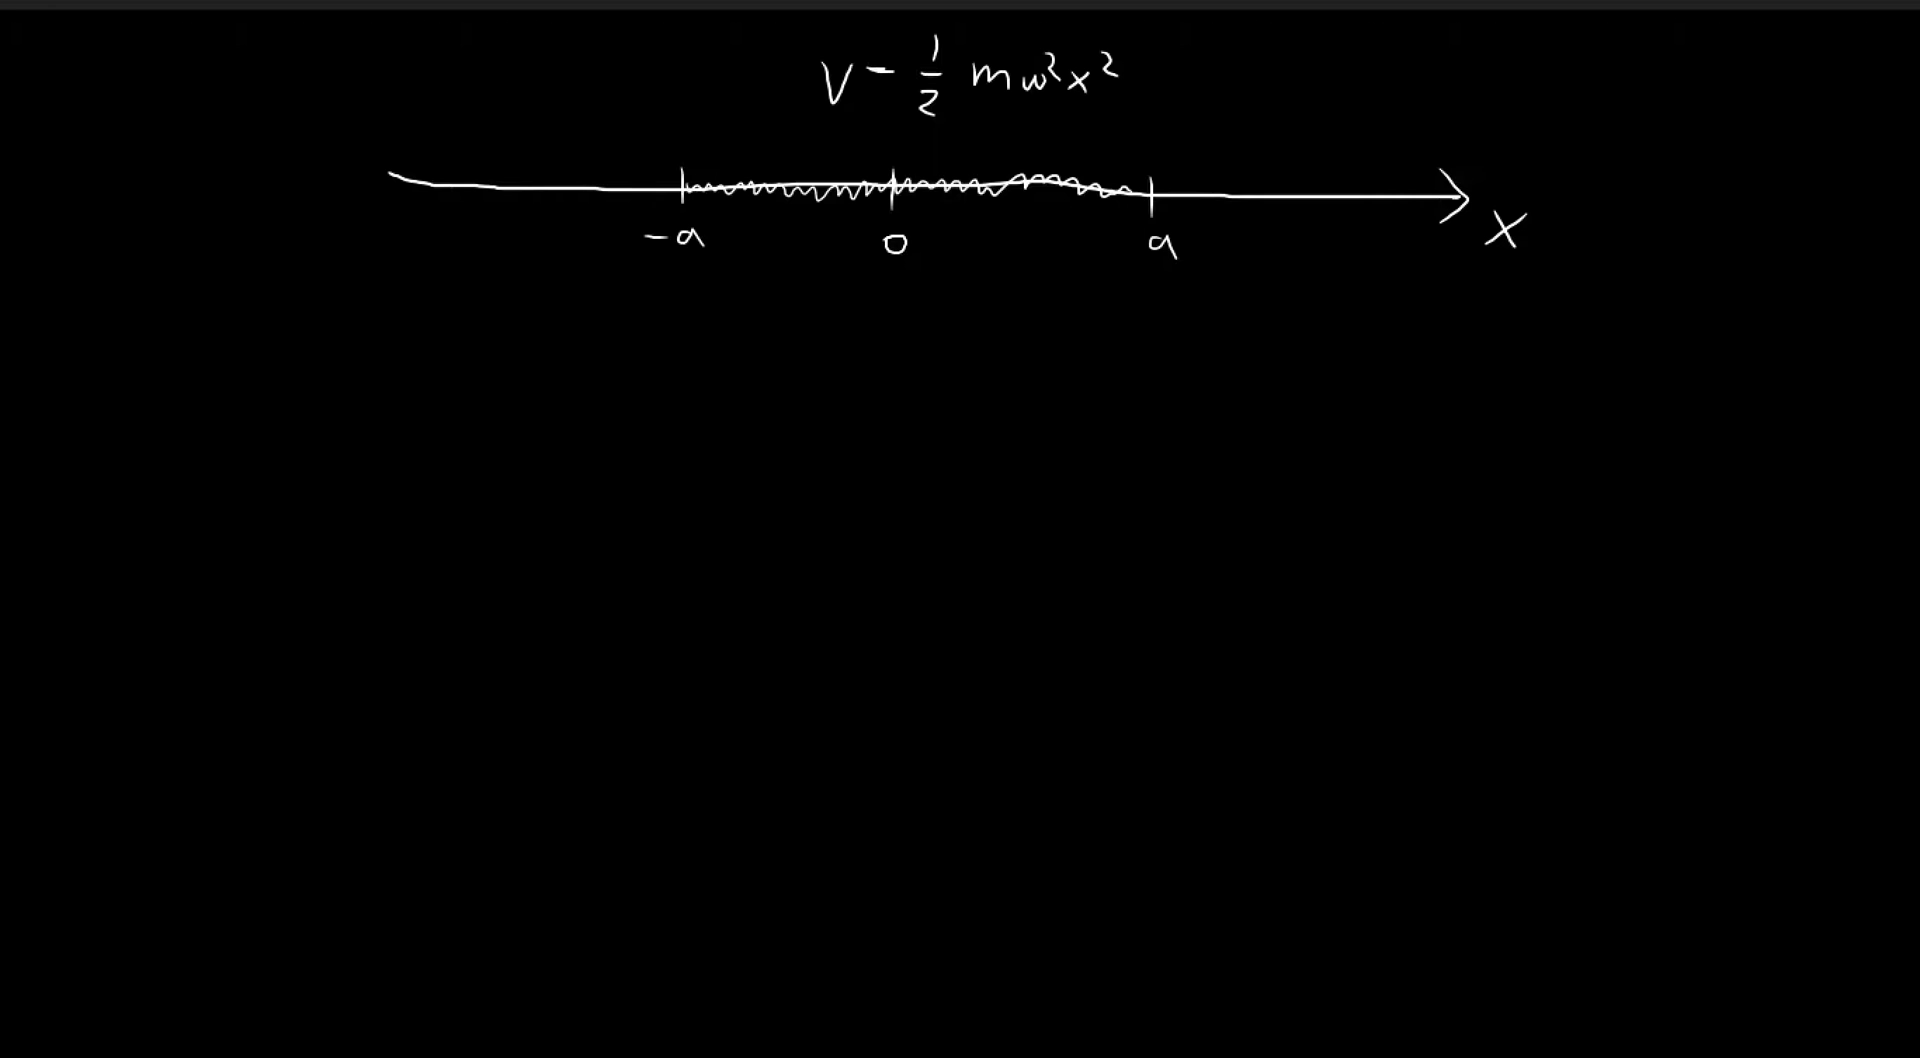 V = 1/2 mω²x²
-a 0 a x